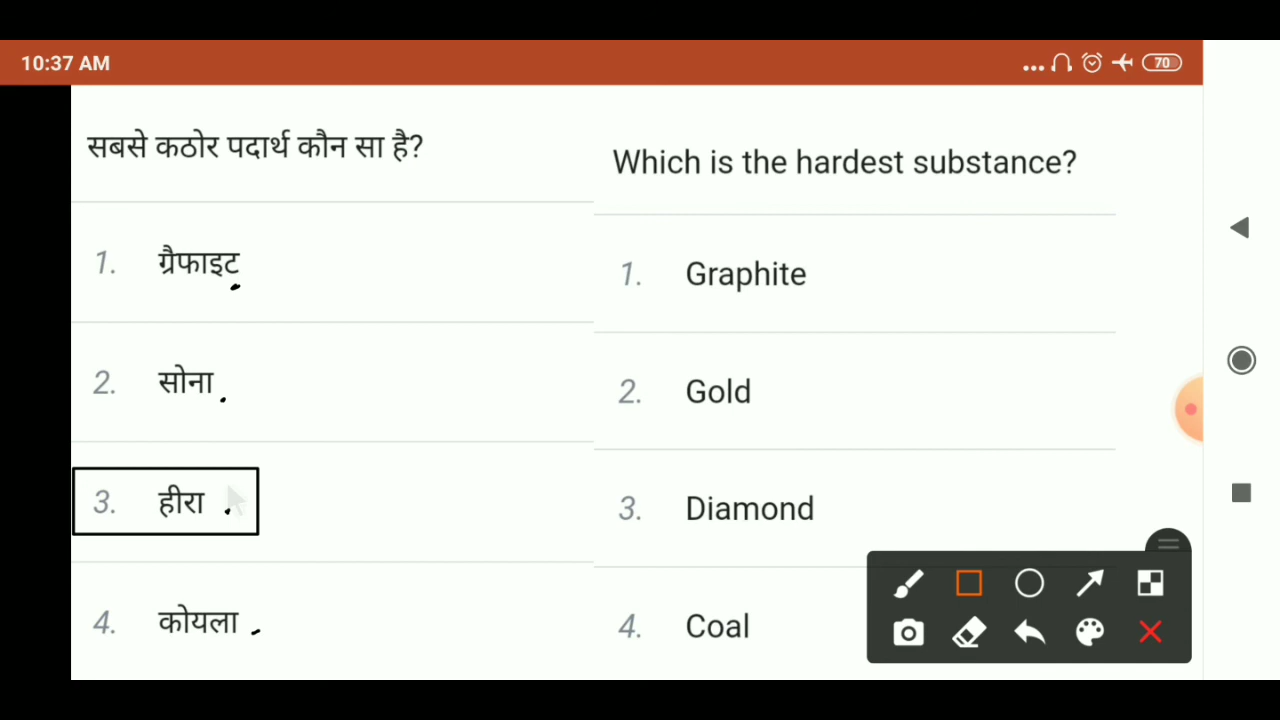 10:37 AM
70
सबसे कठोर पदार्थ कौन सा है?
1. ग्रैफाइट
2. सोना
3. हीरा
4. कोयला
Which is the hardest substance?
1. Graphite
2. Gold
3. Diamond
4. Coal